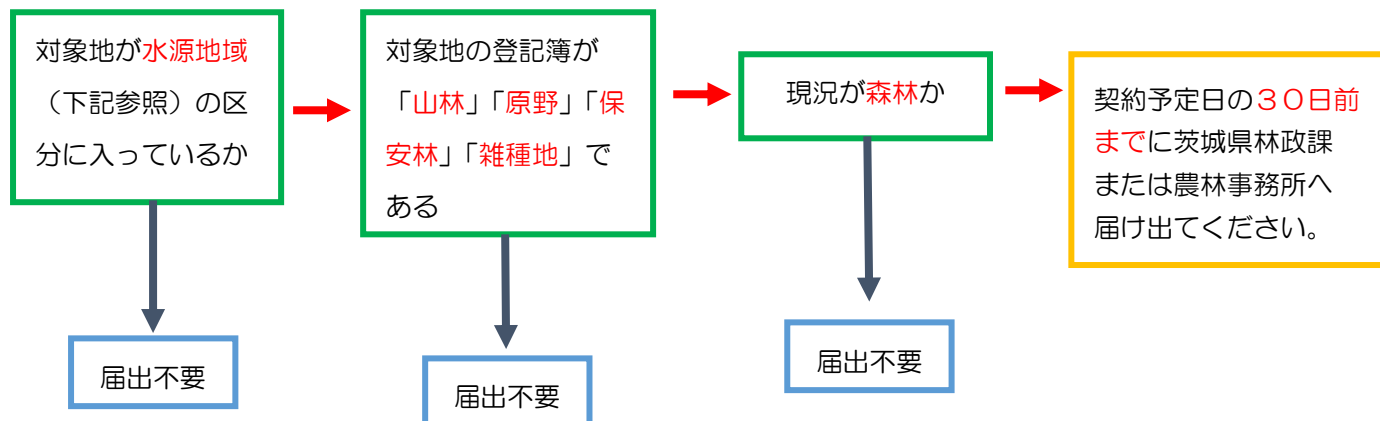 対象地が水源地域
（下記参照）の区
分に入っているか
対象地の登記簿が
「山林」「原野」「保
安林」「雑種地」で
ある
現況が森林か
契約予定日の３０日前
までに茨城県林政課
または農林事務所へ
届け出てください。
届出不要
届出不要
届出不要